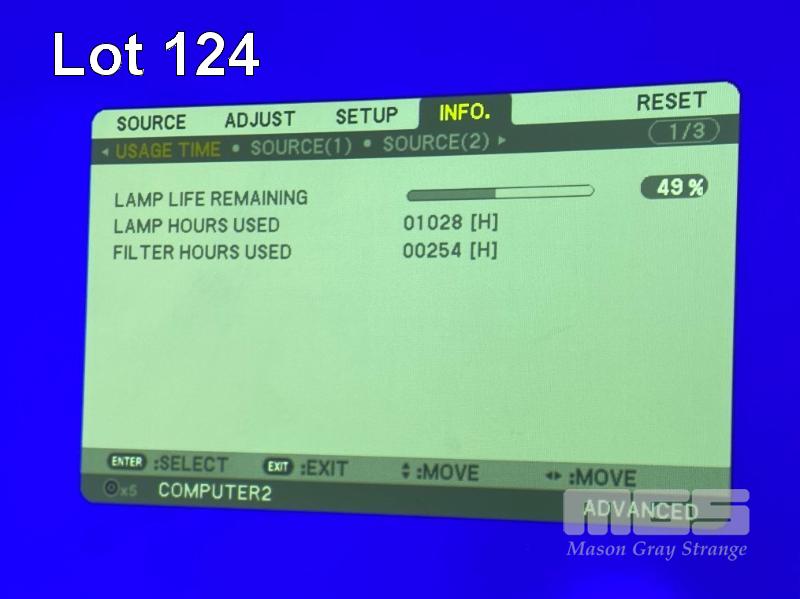 Lot 124
SOURCE ADJUST SETUP INFO. RESET
USAGE TIME • SOURCE(1) • SOURCE(2) 1/3
LAMP LIFE REMAINING 49 %
LAMP HOURS USED 01028 [H]
FILTER HOURS USED 00254 [H]
ENTER :SELECT EXIT :EXIT :MOVE :MOVE
x5 COMPUTER2 ADVANCED
MGS
Mason Gray Strange